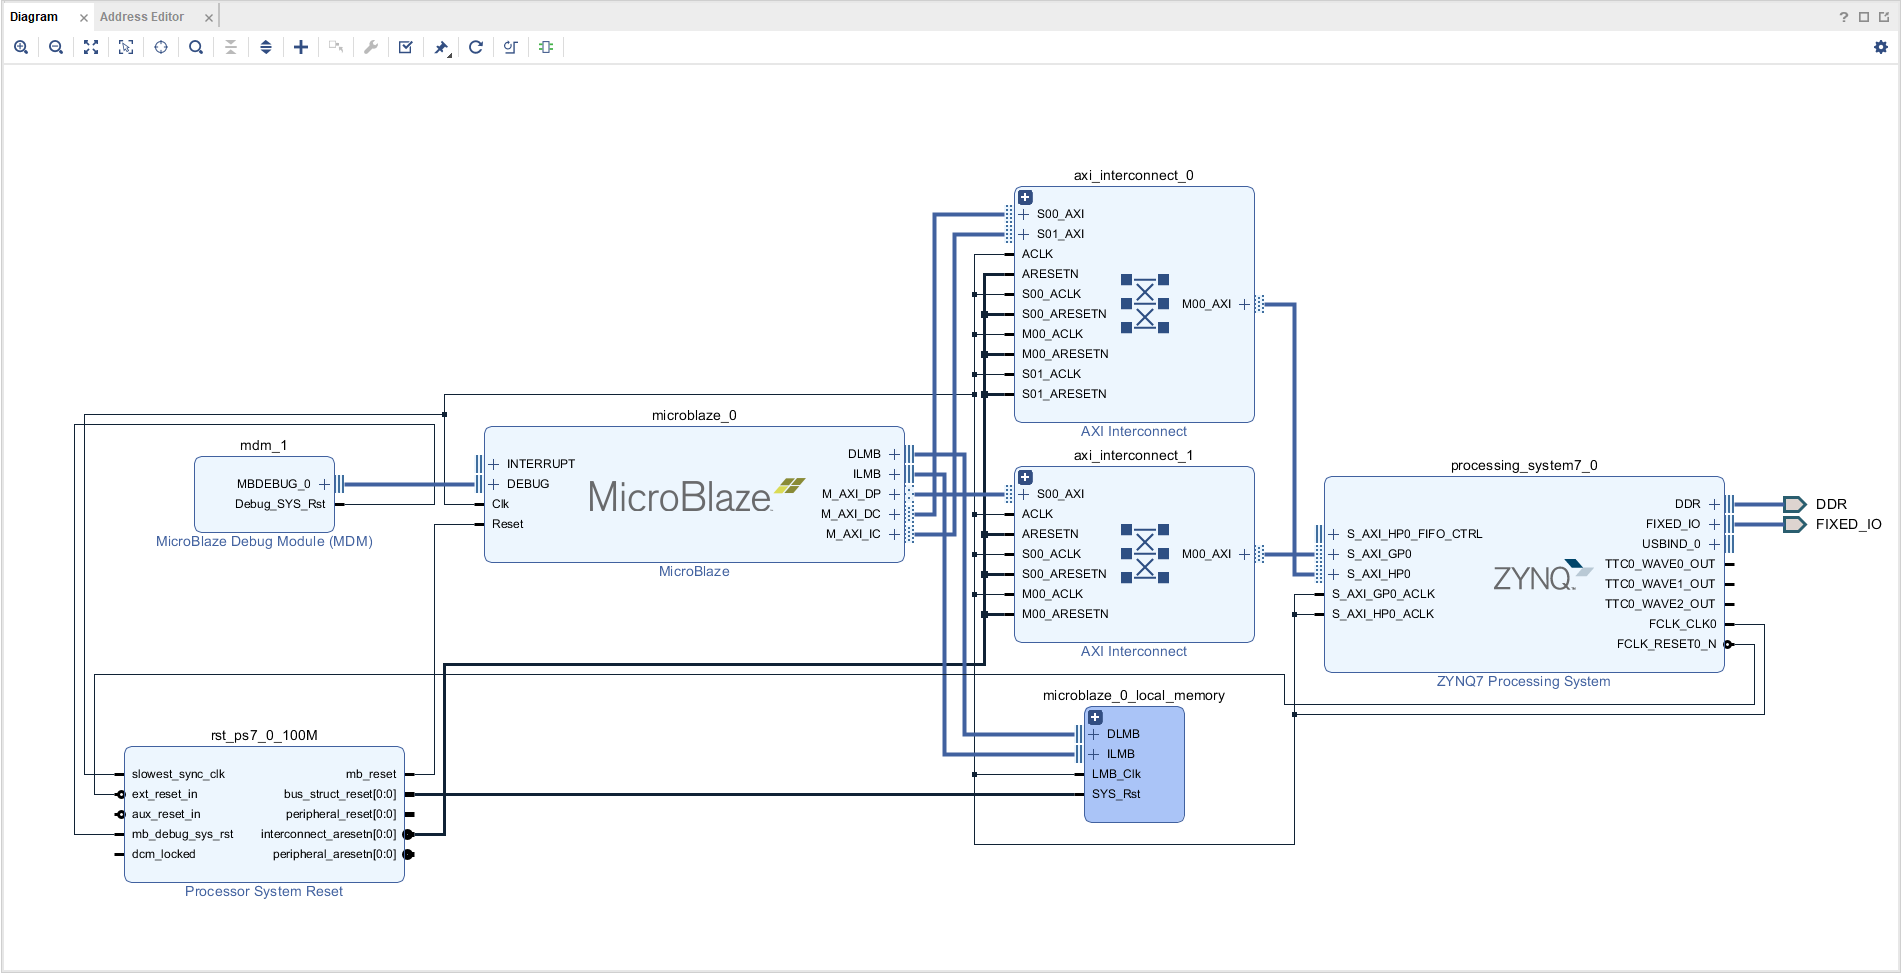 Diagram
Address Editor
axi_interconnect_0
S00_AXI
S01_AXI
ACLK
ARESETN
S00_ACLK
S00_ARESETN
M00_ACLK
M00_ARESETN
S01_ACLK
S01_ARESETN
M00_AXI
AXI Interconnect
mdm_1
MBDEBUG_0
Debug_SYS_Rst
MicroBlaze Debug Module (MDM)
microblaze_0
INTERRUPT
DEBUG
Clk
Reset
MicroBlaze
DLMB
ILMB
M_AXI_DP
M_AXI_DC
M_AXI_IC
MicroBlaze
axi_interconnect_1
S00_AXI
ACLK
ARESETN
S00_ACLK
S00_ARESETN
M00_ACLK
M00_ARESETN
M00_AXI
AXI Interconnect
processing_system7_0
S_AXI_HP0_FIFO_CTRL
S_AXI_GP0
S_AXI_HP0
S_AXI_GP0_ACLK
S_AXI_HP0_ACLK
ZYNQ
DDR
FIXED_IO
USBIND_0
TTC0_WAVE0_OUT
TTC0_WAVE1_OUT
TTC0_WAVE2_OUT
FCLK_CLK0
FCLK_RESET0_N
ZYNQ7 Processing System
DDR
FIXED_IO
microblaze_0_local_memory
DLMB
ILMB
LMB_Clk
SYS_Rst
rst_ps7_0_100M
slowest_sync_clk
ext_reset_in
aux_reset_in
mb_debug_sys_rst
dcm_locked
mb_reset
bus_struct_reset[0:0]
peripheral_reset[0:0]
interconnect_aresetn[0:0]
peripheral_aresetn[0:0]
Processor System Reset